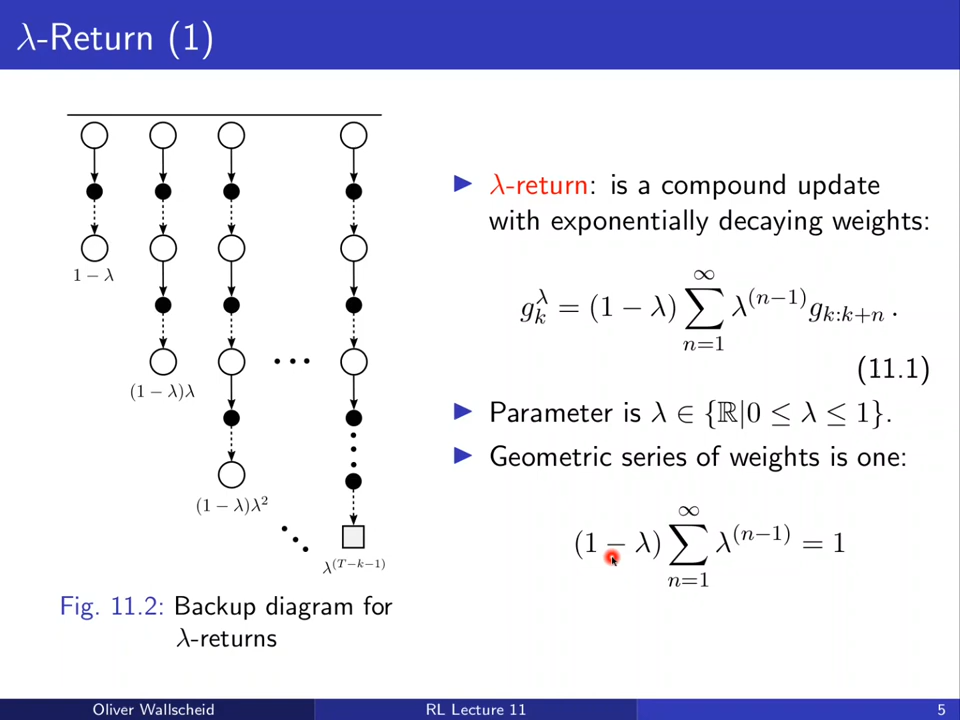 λ-Return (1)
1 − λ
(1 − λ)λ
(1 − λ)λ²
λ^(T−k−1)
Fig. 11.2: Backup diagram for
λ-returns
▶ λ-return: is a compound update
with exponentially decaying weights:
g_k^λ = (1 − λ) ∑_{n=1}^{∞} λ^(n−1) g_{k:k+n} .
(11.1)
▶ Parameter is λ ∈ {ℝ|0 ≤ λ ≤ 1}.
▶ Geometric series of weights is one:
(1 − λ) ∑_{n=1}^{∞} λ^(n−1) = 1
Oliver Wallscheid
RL Lecture 11
5